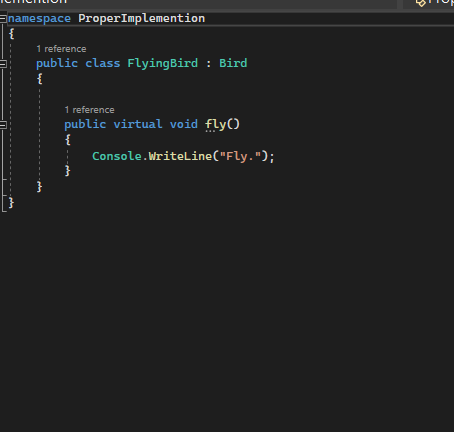 namespace ProperImplemention
{
1 reference
public class FlyingBird : Bird
{
1 reference
public virtual void fly()
{
Console.WriteLine("Fly.");
}
}
}